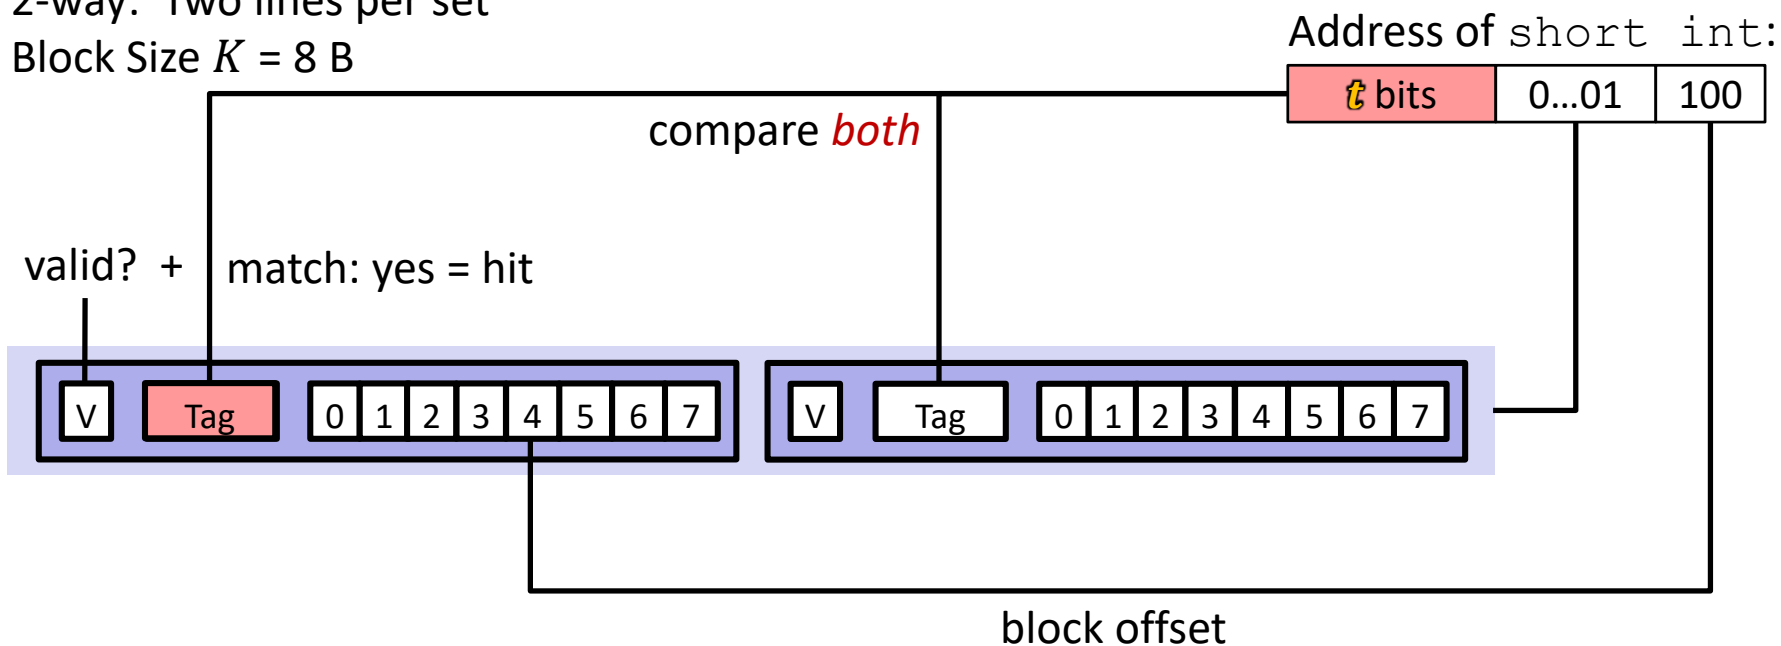 2-way: Two lines per set
Block Size K = 8 B
Address of short int:
t bits 0...01 100
compare both
valid? + match: yes = hit
V Tag 0 1 2 3 4 5 6 7 V Tag 0 1 2 3 4 5 6 7
block offset